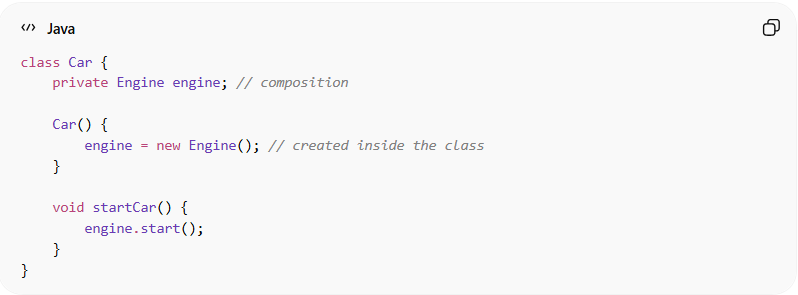 </> Java
class Car {
    private Engine engine; // composition

    Car() {
        engine = new Engine(); // created inside the class
    }

    void startCar() {
        engine.start();
    }
}